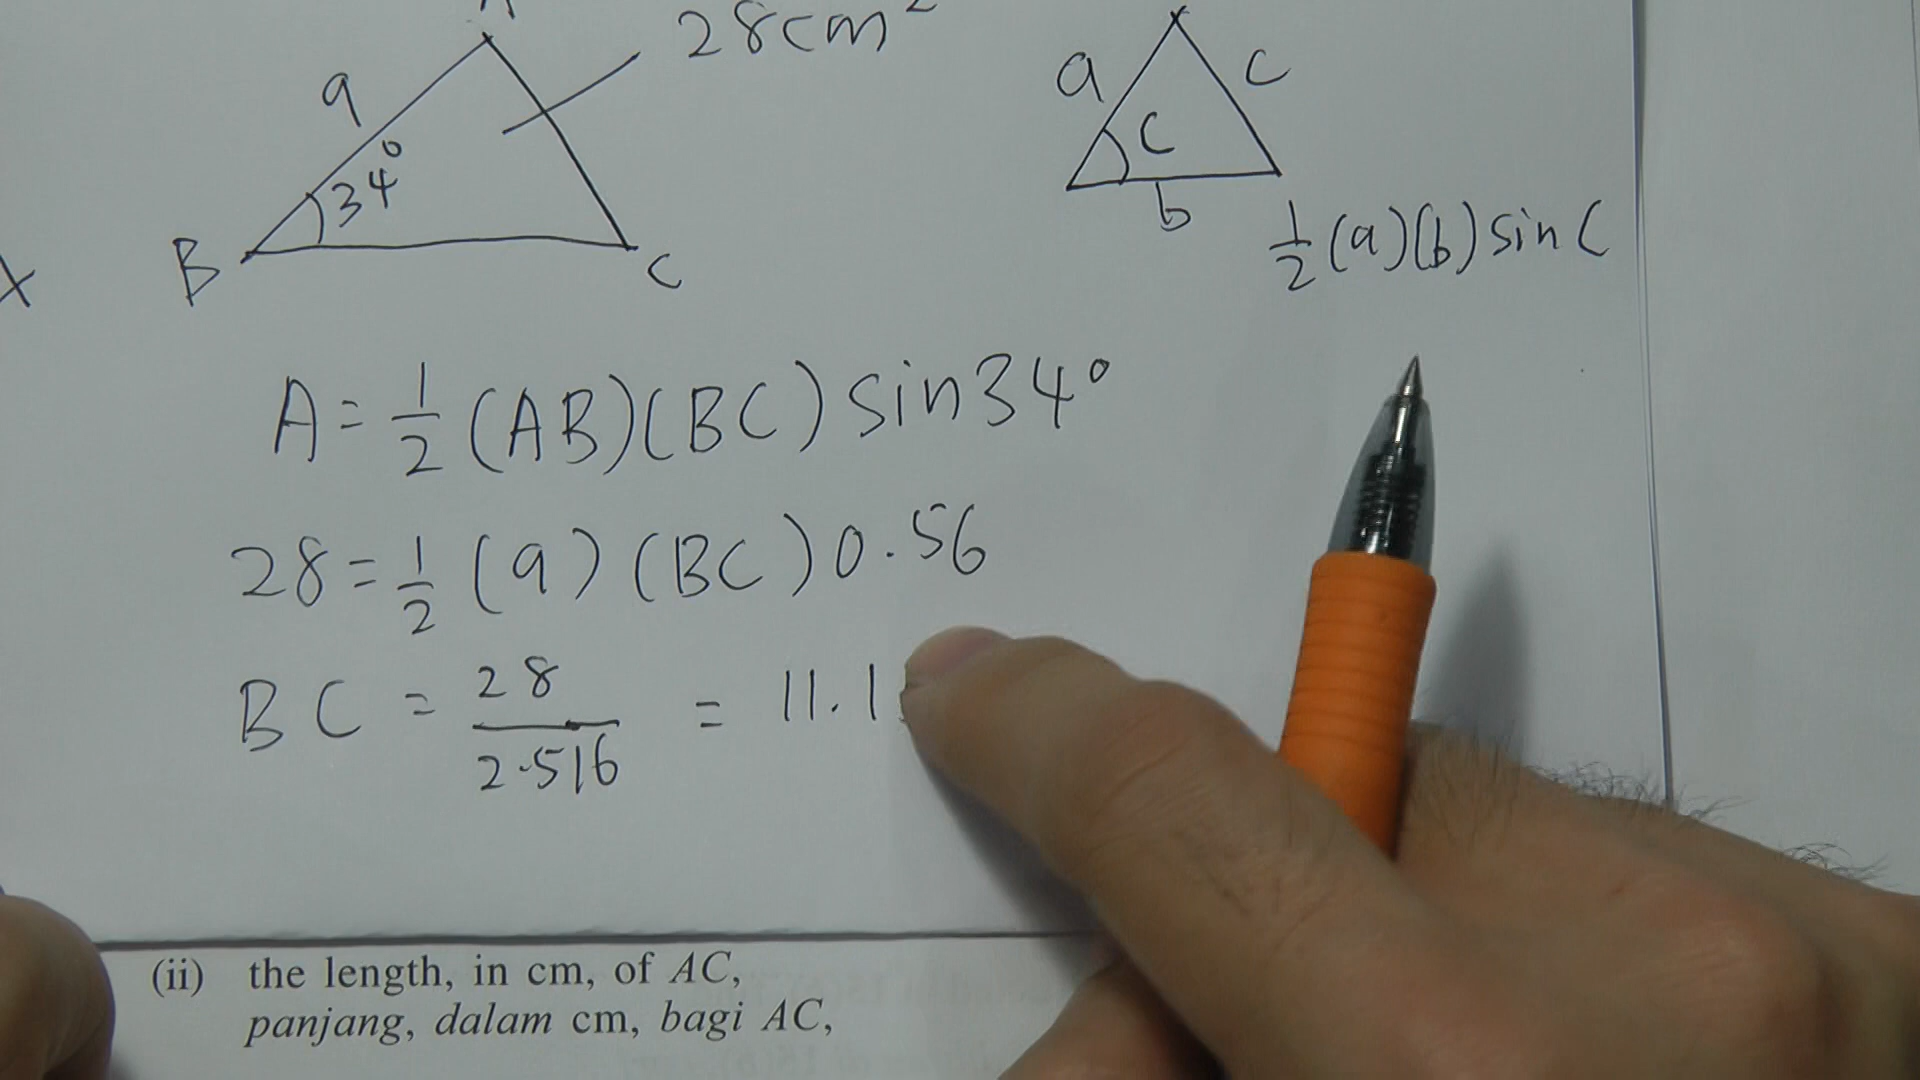 28cm²
9
34°
B
C
a
c
C
b
1/2 (a)(b) sin C
A = 1/2 (AB)(BC) sin34°
28 = 1/2 (9) (BC) 0.56
BC = 28/2.516 = 11.1
(ii) the length, in cm, of AC,
panjang, dalam cm, bagi AC,